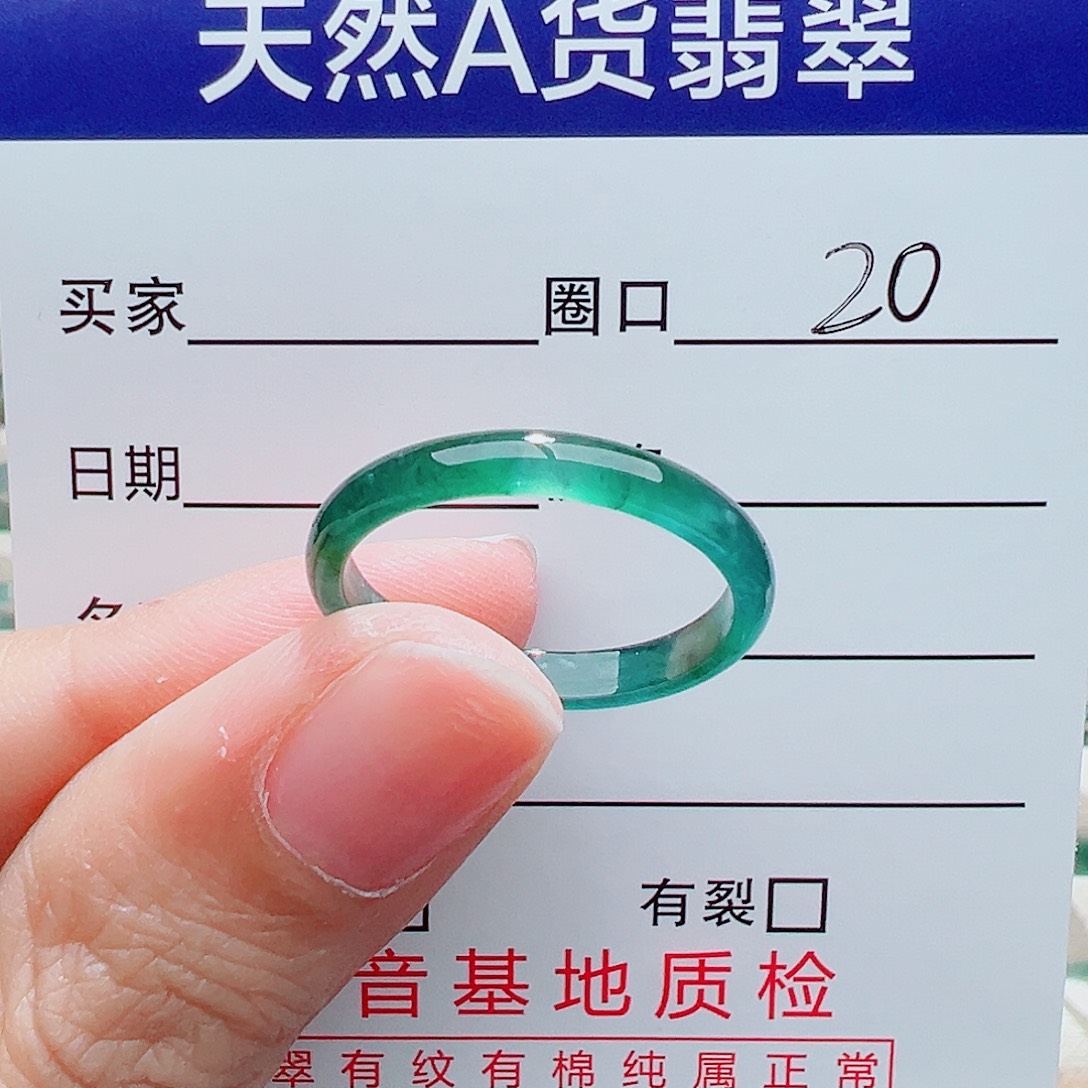 天然A货翡翠
买家 圈口 20
日期
有裂
音基地质检
翠有纹有棉纯属正常